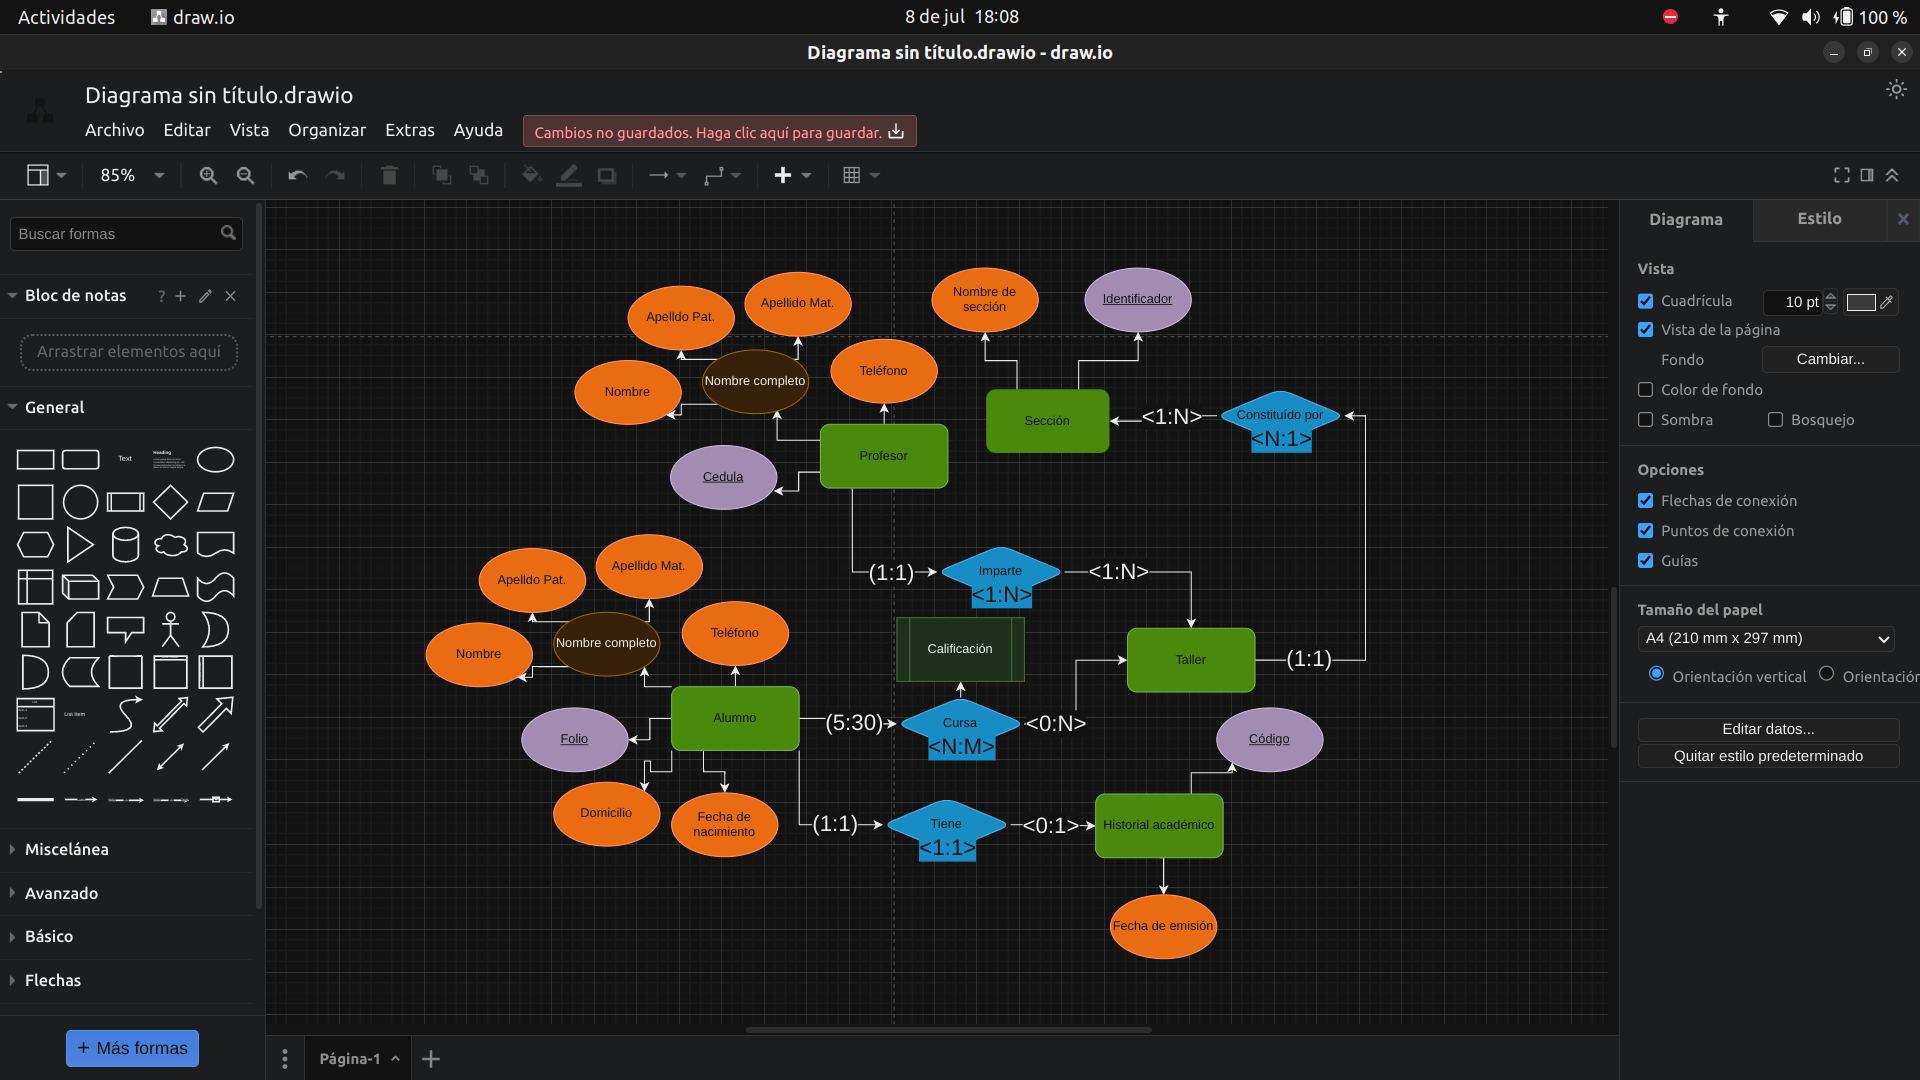 Actividades
draw.io
8 de jul 18:08
100 %
Diagrama sin título.drawio - draw.io
Diagrama sin título.drawio
Archivo Editar Vista Organizar Extras Ayuda
Cambios no guardados. Haga clic aquí para guardar.
85%
Buscar formas
Bloc de notas
?
Arrastrar elementos aquí
General
Text
Heading
List Item
Miscelánea
Avanzado
Básico
Flechas
+ Más formas
Apelldo Pat.
Apellido Mat.
Nombre
Nombre completo
Teléfono
Cedula
Profesor
Nombre de
sección
Identificador
Sección
<1:N>
Constituído por
<N:1>
(1:1)
Imparte
<1:N>
<1:N>
Apelldo Pat.
Apellido Mat.
Nombre
Nombre completo
Teléfono
Calificación
Taller
(1:1)
Folio
Alumno
(5:30)
Cursa
<N:M>
<0:N>
Código
Domicilio
Fecha de
nacimiento
(1:1)
Tiene
<1:1>
<0:1>
Historial académico
Fecha de emisión
Página-1
Diagrama
Estilo
Vista
Cuadrícula
10 pt
Vista de la página
Fondo
Cambiar...
Color de fondo
Sombra
Bosquejo
Opciones
Flechas de conexión
Puntos de conexión
Guías
Tamaño del papel
A4 (210 mm x 297 mm)
Orientación vertical
Orientación
Editar datos...
Quitar estilo predeterminado